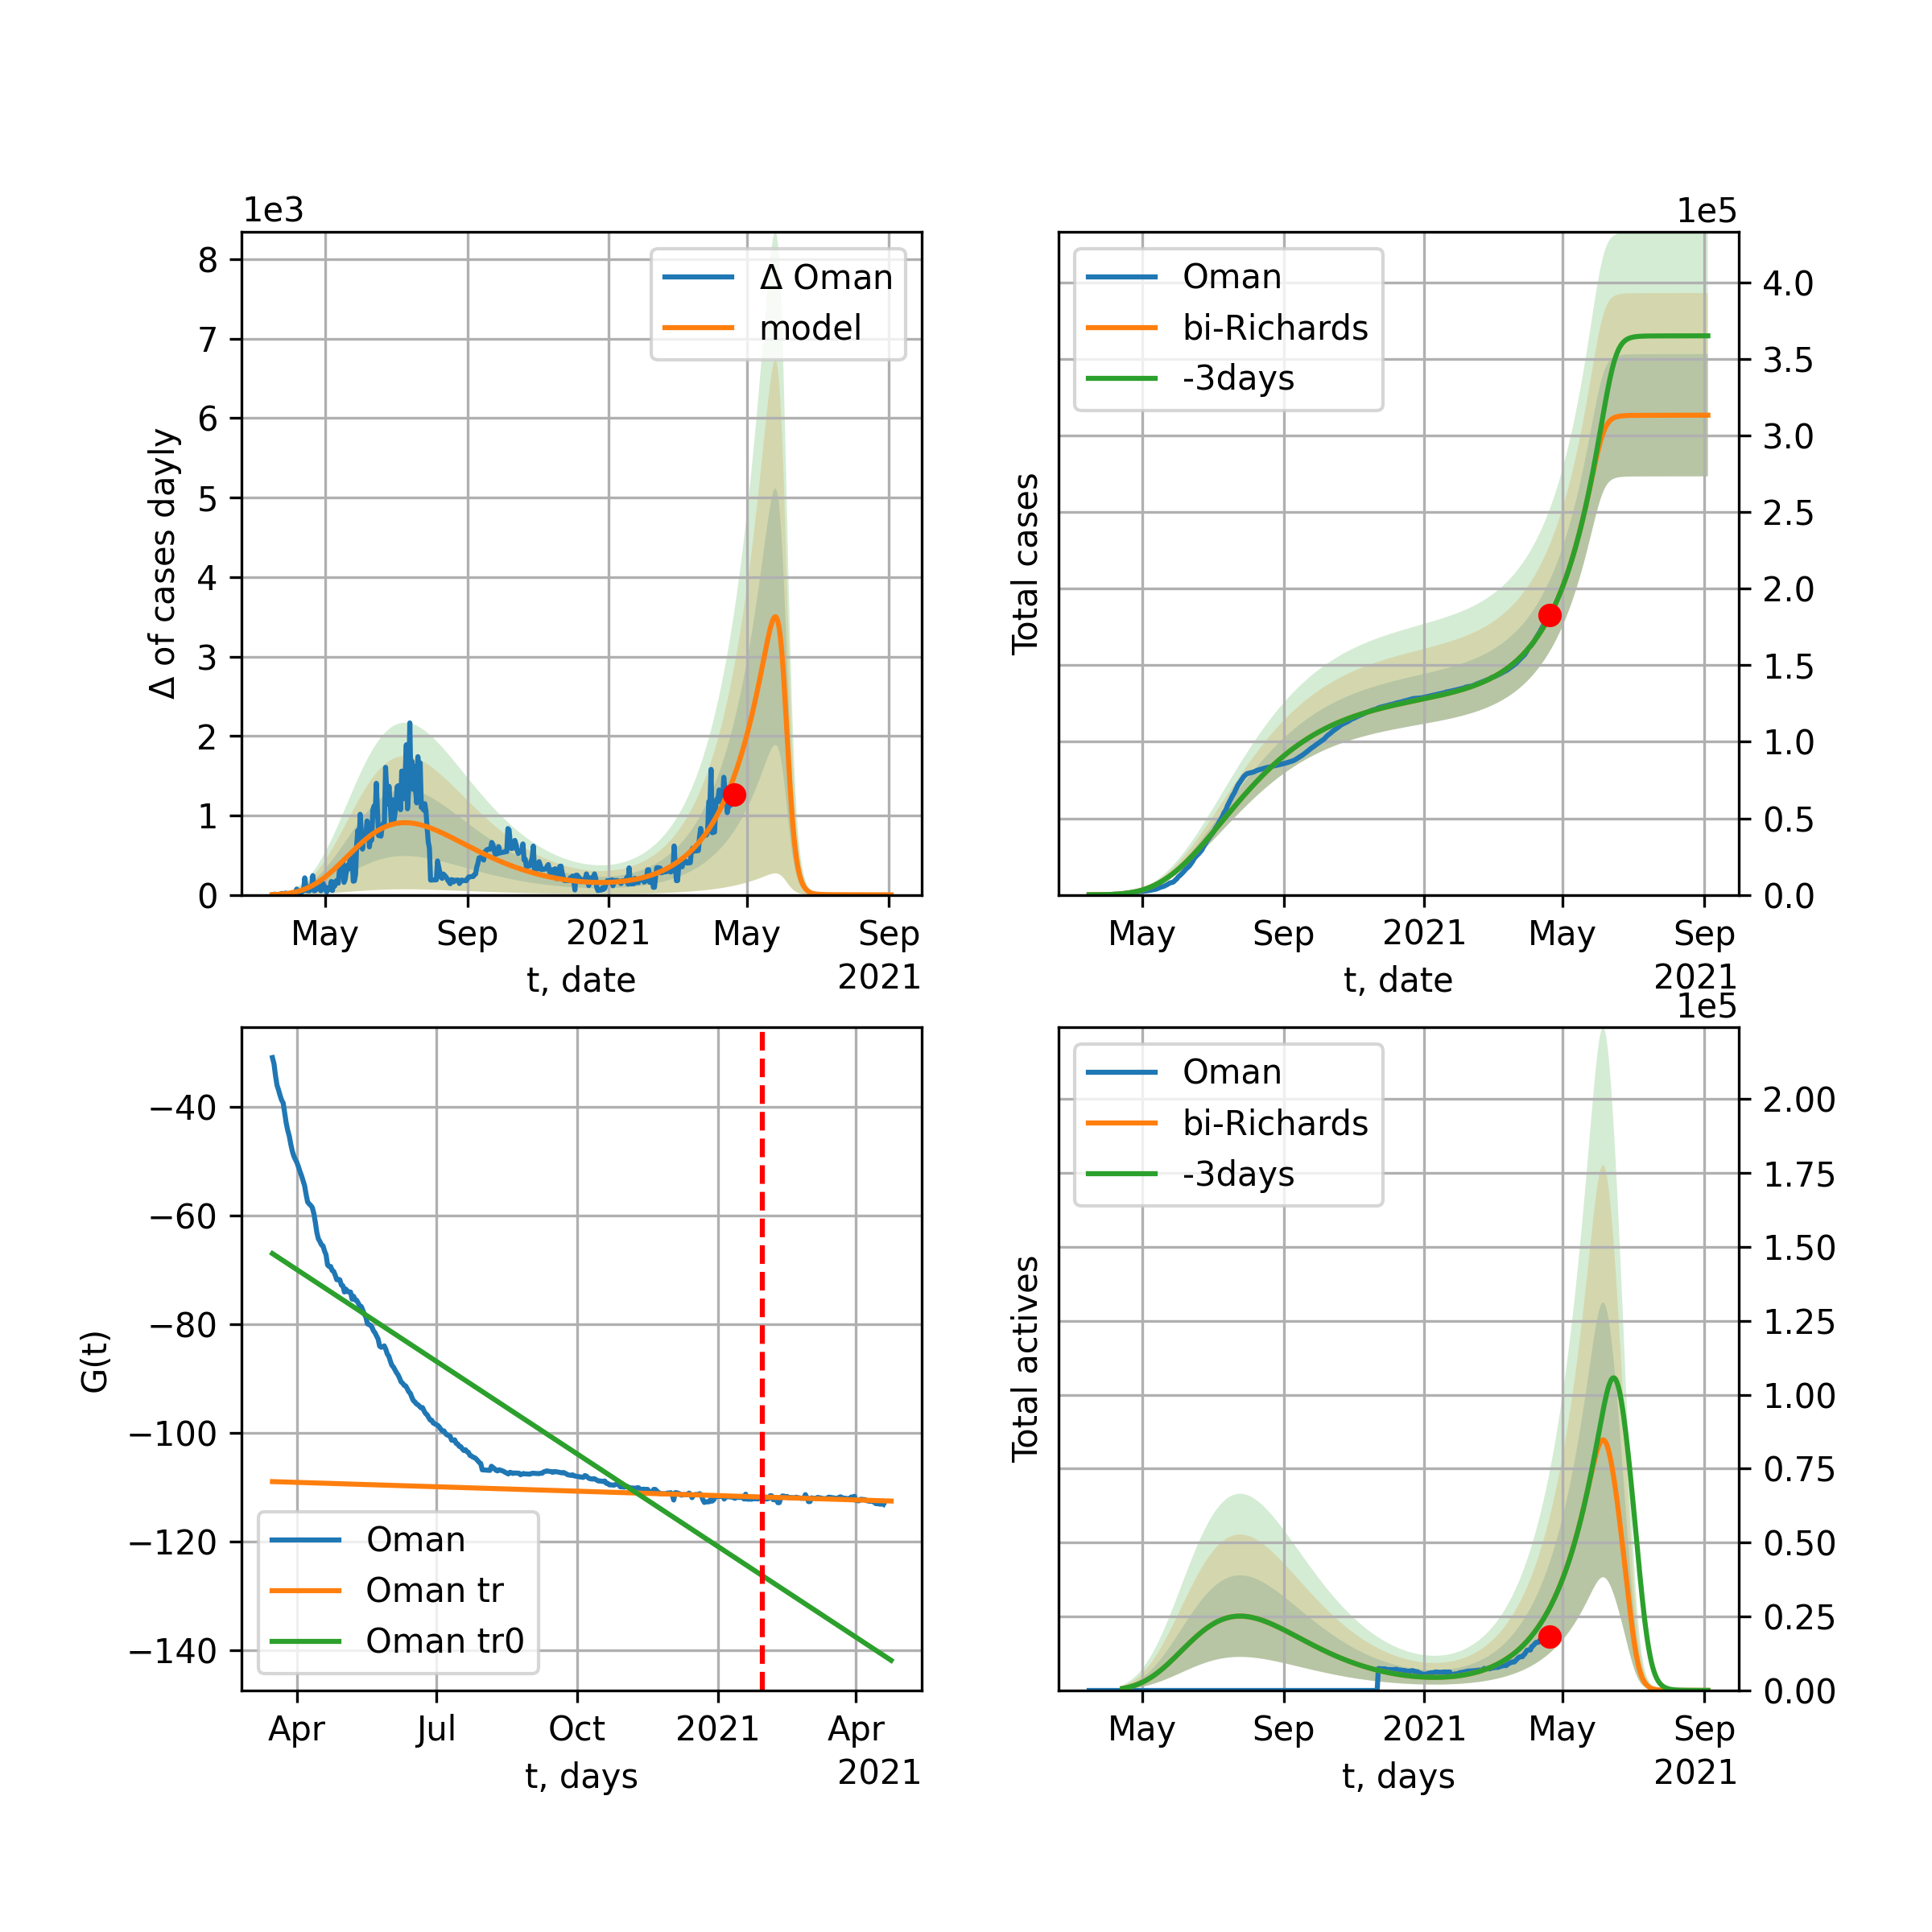 1e3
8
7
6
5
4
3
2
1
0
Δ of cases dayly
Δ Oman
model
May Sep 2021 May Sep
t, date 2021
1e5
Oman
bi-Richards
-3days
Total cases
4.0
3.5
3.0
2.5
2.0
1.5
1.0
0.5
0.0
May Sep 2021 May Sep
t, date 2021
−40
−60
−80
−100
−120
−140
G(t)
Oman
Oman tr
Oman tr0
Apr Jul Oct 2021 Apr
t, days 2021
1e5
Oman
bi-Richards
-3days
Total actives
2.00
1.75
1.50
1.25
1.00
0.75
0.50
0.25
0.00
May Sep 2021 May Sep
t, days 2021